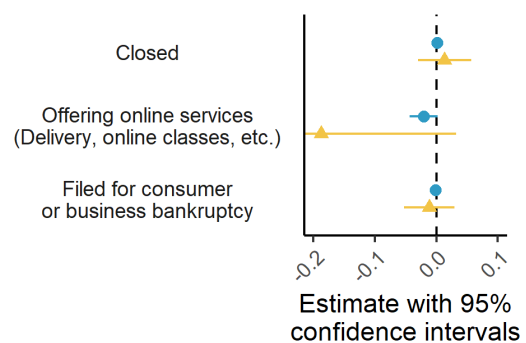 Closed
Offering online services
(Delivery, online classes, etc.)
Filed for consumer
or business bankruptcy
-0.2
-0.1
0.0
0.1
Estimate with 95%
confidence intervals